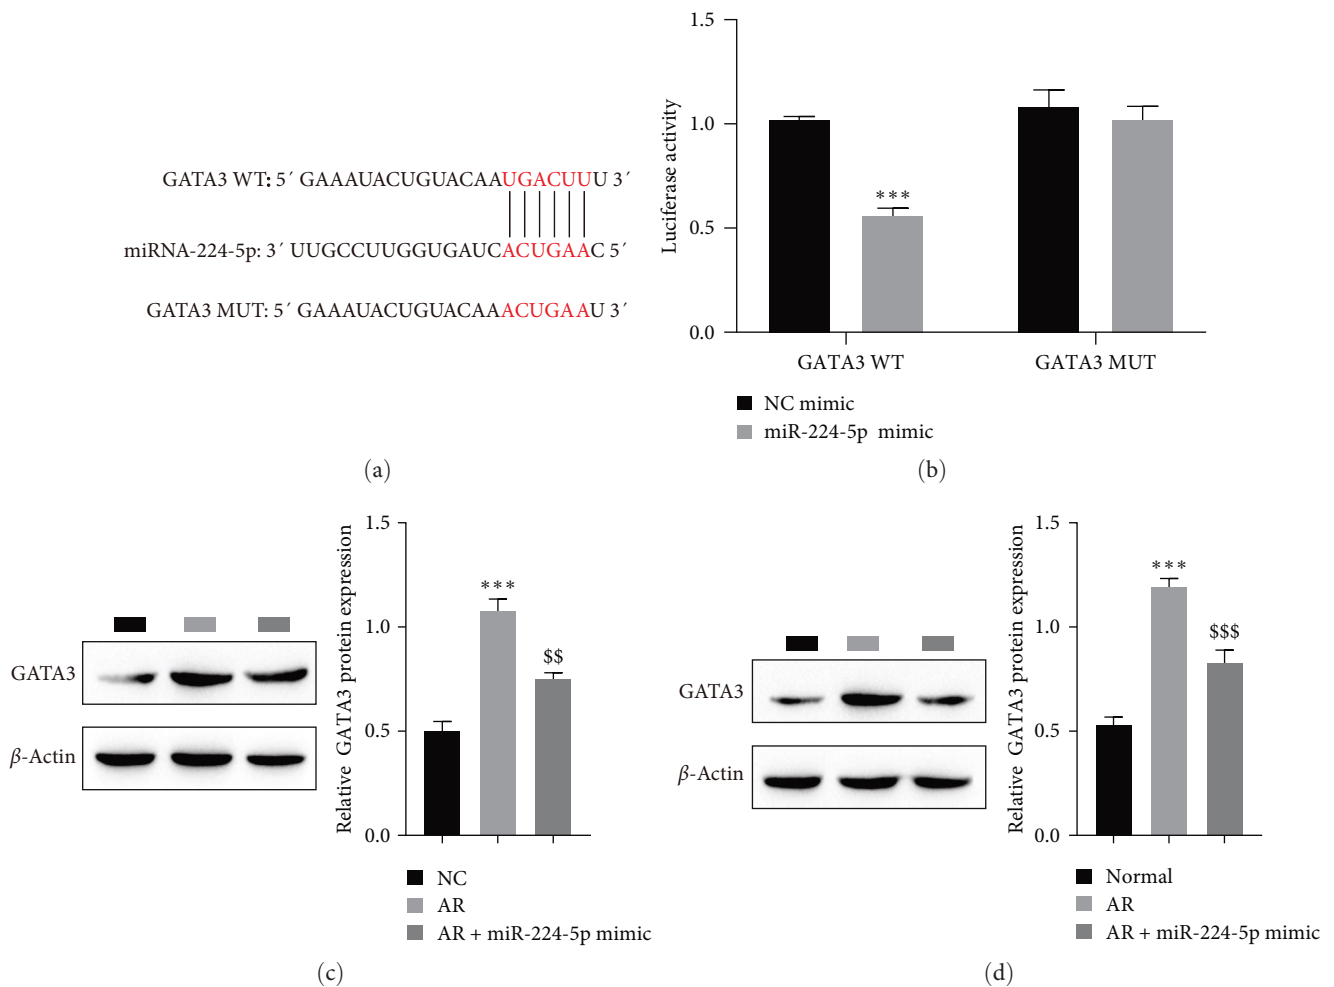 GATA3 WT: 5′ GAAAUACUGUACAAUGACUUU 3′
miRNA-224-5p: 3′ UUGCCUUGGUGAUCACUGAAC 5′
GATA3 MUT: 5′ GAAAUACUGUACAAACUGAAU 3′
(a)
Luciferase activity
1.5
1.0
0.5
0.0
***
GATA3 WT
GATA3 MUT
NC mimic
miR-224-5p mimic
(b)
GATA3
β-Actin
Relative GATA3 protein expression
1.5
1.0
0.5
0.0
***
$$
NC
AR
AR + miR-224-5p mimic
(c)
GATA3
β-Actin
Relative GATA3 protein expression
1.5
1.0
0.5
0.0
***
$$$
Normal
AR
AR + miR-224-5p mimic
(d)